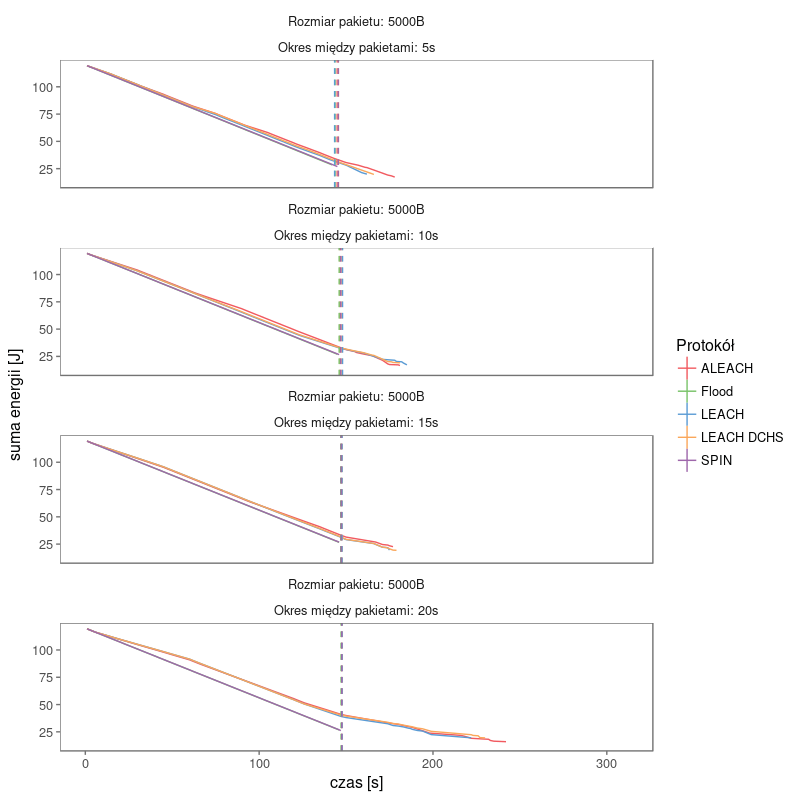 Rozmiar pakietu: 5000B
Okres między pakietami: 5s
100
75
50
25
Rozmiar pakietu: 5000B
Okres między pakietami: 10s
100
75
50
25
Rozmiar pakietu: 5000B
Okres między pakietami: 15s
100
75
50
25
Rozmiar pakietu: 5000B
Okres między pakietami: 20s
100
75
50
25
0 100 200 300
czas [s]
suma energii [J]
Protokół
ALEACH
Flood
LEACH
LEACH DCHS
SPIN